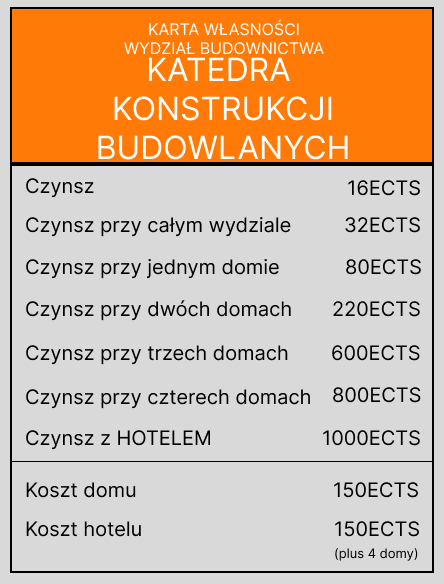 KARTA WŁASNOŚCI
WYDZIAŁ BUDOWNICTWA
KATEDRA
KONSTRUKCJI
BUDOWLANYCH
Czynsz 16ECTS
Czynsz przy całym wydziale 32ECTS
Czynsz przy jednym domie 80ECTS
Czynsz przy dwóch domach 220ECTS
Czynsz przy trzech domach 600ECTS
Czynsz przy czterech domach 800ECTS
Czynsz z HOTELEM 1000ECTS
Koszt domu 150ECTS
Koszt hotelu 150ECTS
(plus 4 domy)